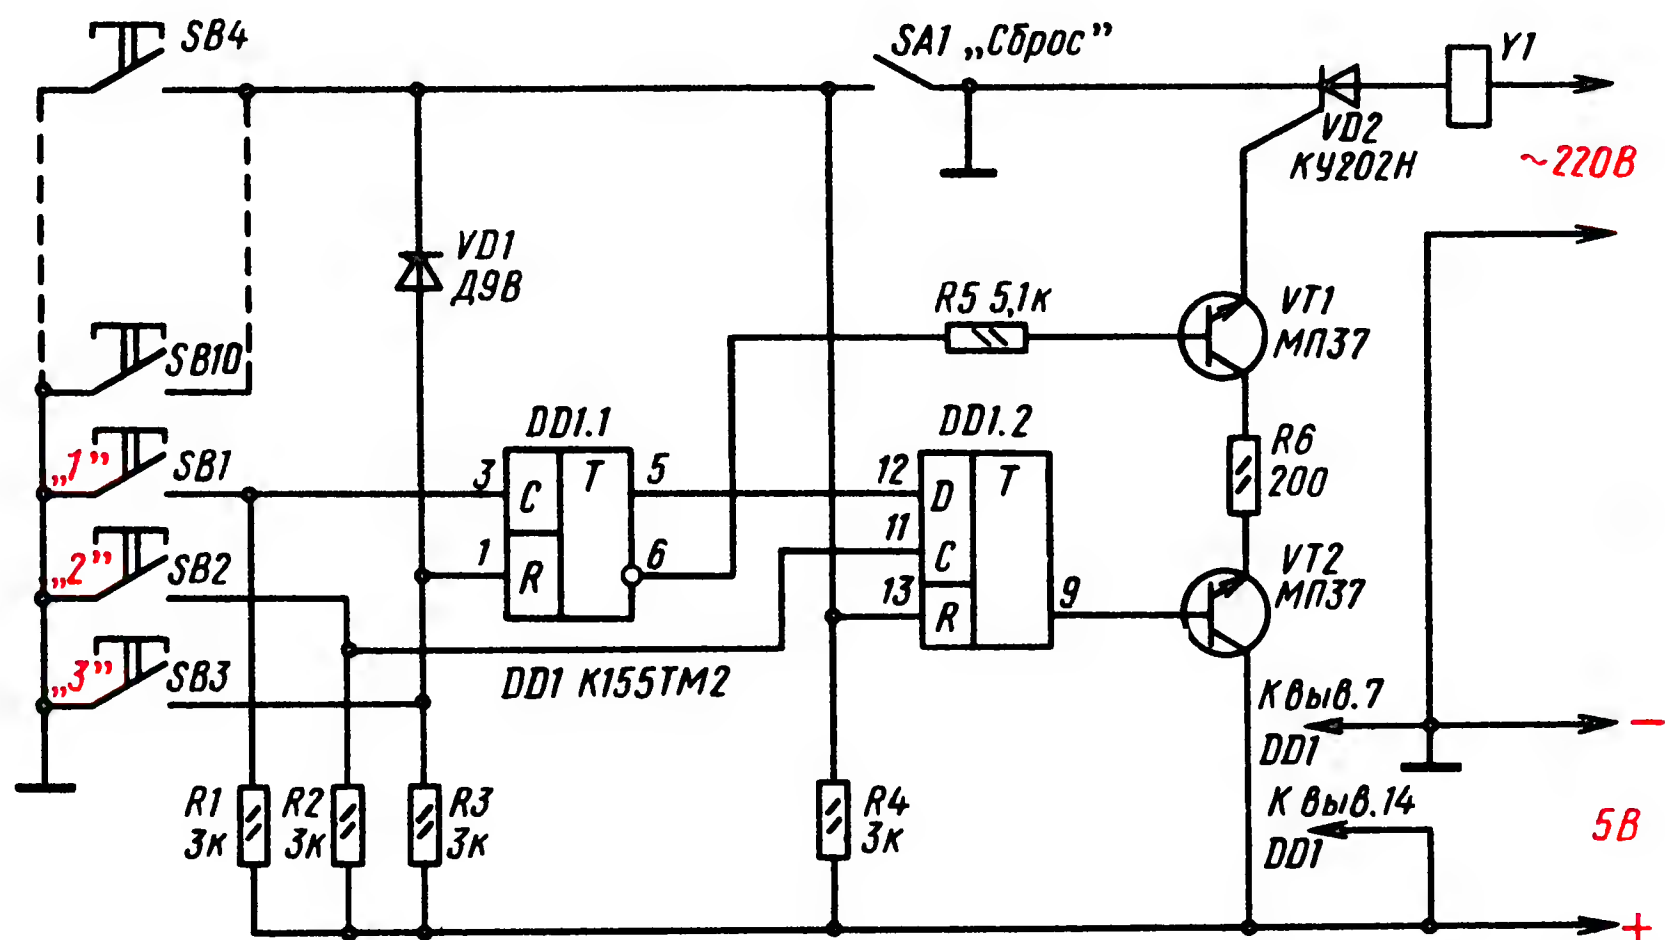 SB4
SA1 „Сброс”
Y1
VD2
КУ202Н
~220В
VD1
Д9В
R5 5,1к
VT1
МП37
SB10
DD1.1
DD1.2
R6
200
„1”
SB1
3
C
T
5
12
D
T
11
C
„2”
SB2
1
R
6
13
R
9
VT2
МП37
„3”
SB3
DD1 К155ТМ2
К выв.7
DD1
−
R1
3к
R2
3к
R3
3к
R4
3к
К выв.14
DD1
5В
+